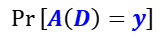 Pr[A(D) = y]